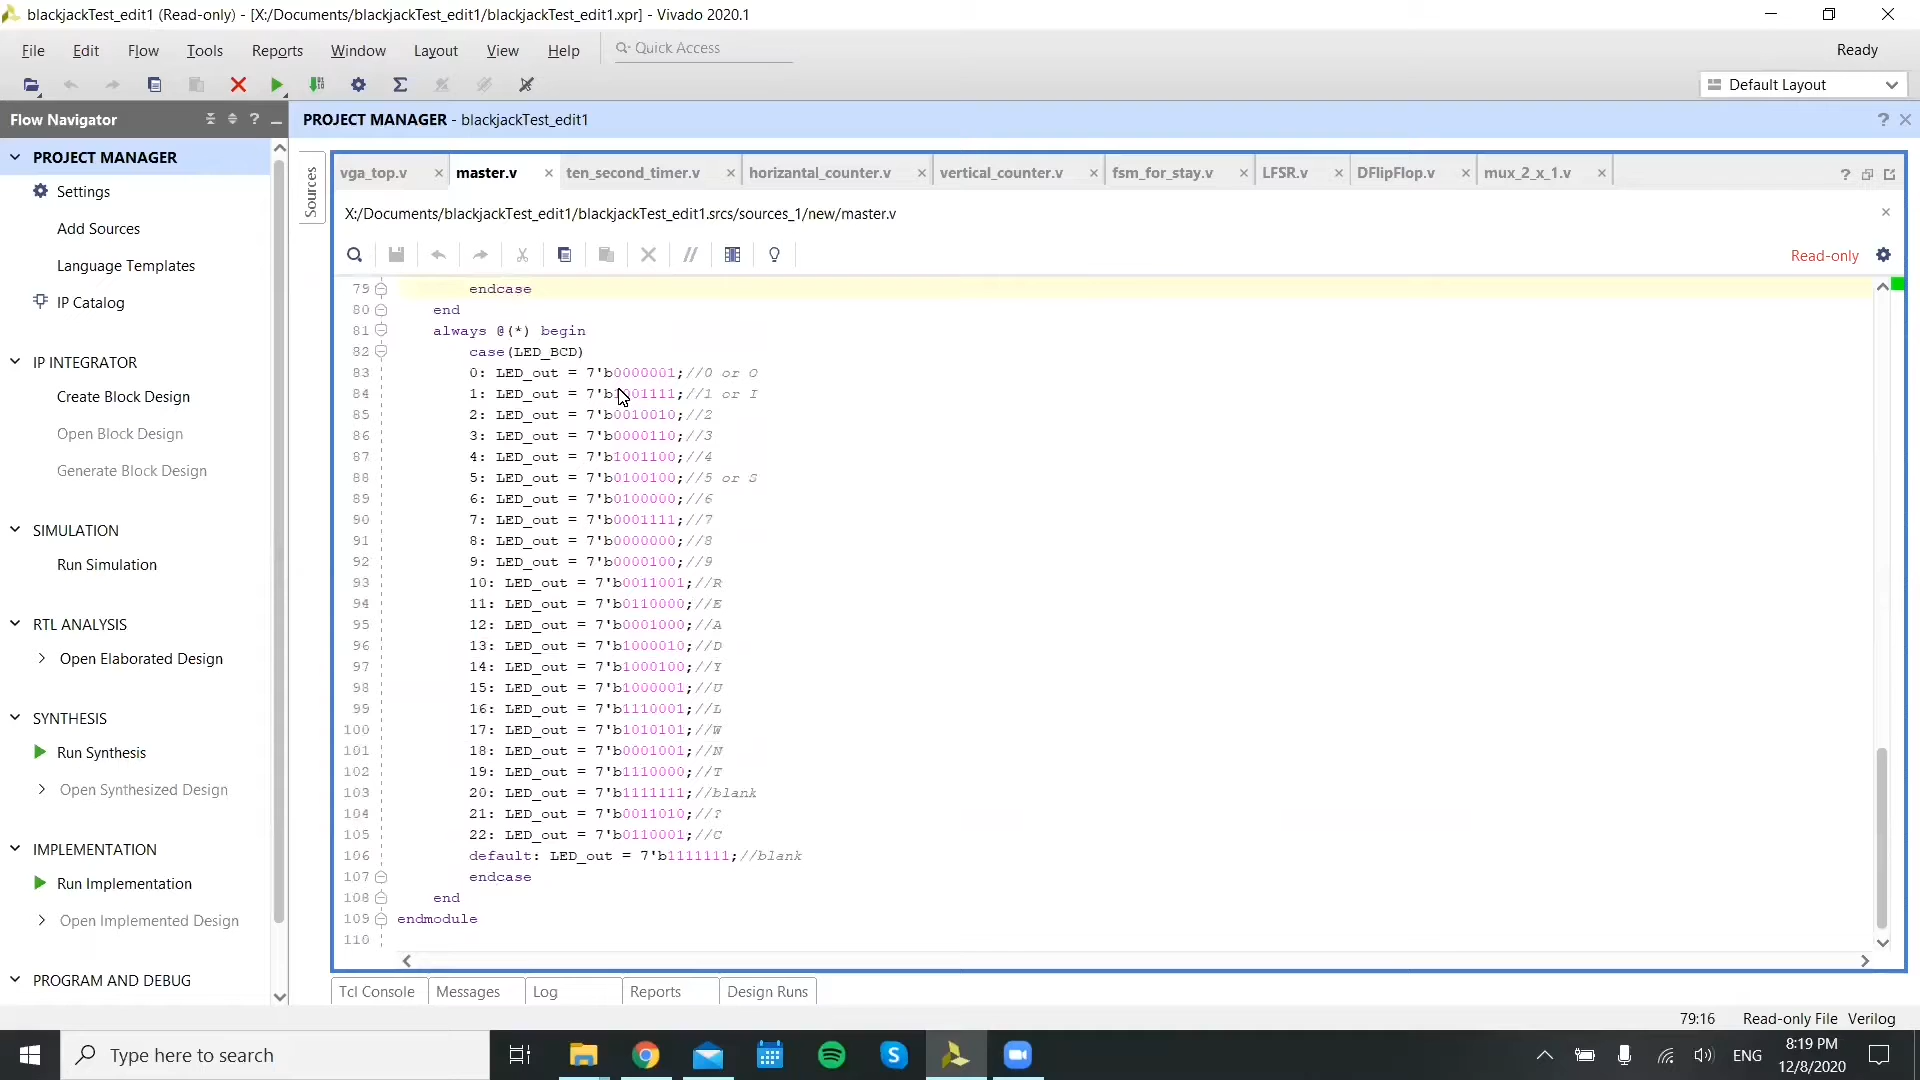 blackjackTest_edit1 (Read-only) - [X:/Documents/blackjackTest_edit1/blackjackTest_edit1.xpr] - Vivado 2020.1
File Edit Flow Tools Reports Window Layout View Help Quick Access Ready
Default Layout
Flow Navigator
PROJECT MANAGER - blackjackTest_edit1
PROJECT MANAGER
Settings
Add Sources
Language Templates
IP Catalog
IP INTEGRATOR
Create Block Design
Open Block Design
Generate Block Design
SIMULATION
Run Simulation
RTL ANALYSIS
Open Elaborated Design
SYNTHESIS
Run Synthesis
Open Synthesized Design
IMPLEMENTATION
Run Implementation
Open Implemented Design
PROGRAM AND DEBUG
Sources
vga_top.v master.v ten_second_timer.v horizantal_counter.v vertical_counter.v fsm_for_stay.v LFSR.v DFlipFlop.v mux_2_x_1.v
X:/Documents/blackjackTest_edit1/blackjackTest_edit1.srcs/sources_1/new/master.v
Read-only
79 endcase
80 end
81 always @(*) begin
82 case(LED_BCD)
83 0: LED_out = 7'b0000001;//0 or O
84 1: LED_out = 7'b1001111;//1 or I
85 2: LED_out = 7'b0010010;//2
86 3: LED_out = 7'b0000110;//3
87 4: LED_out = 7'b1001100;//4
88 5: LED_out = 7'b0100100;//5 or S
89 6: LED_out = 7'b0100000;//6
90 7: LED_out = 7'b0001111;//7
91 8: LED_out = 7'b0000000;//8
92 9: LED_out = 7'b0000100;//9
93 10: LED_out = 7'b0011001;//R
94 11: LED_out = 7'b0110000;//E
95 12: LED_out = 7'b0001000;//A
96 13: LED_out = 7'b1000010;//D
97 14: LED_out = 7'b1000100;//Y
98 15: LED_out = 7'b1000001;//U
99 16: LED_out = 7'b1110001;//L
100 17: LED_out = 7'b1010101;//W
101 18: LED_out = 7'b0001001;//N
102 19: LED_out = 7'b1110000;//T
103 20: LED_out = 7'b1111111;//blank
104 21: LED_out = 7'b0011010;//?
105 22: LED_out = 7'b0110001;//C
106 default: LED_out = 7'b1111111;//blank
107 endcase
108 end
109 endmodule
110
Tcl Console Messages Log Reports Design Runs
79:16 Read-only File Verilog
Type here to search
ENG
8:19 PM
12/8/2020